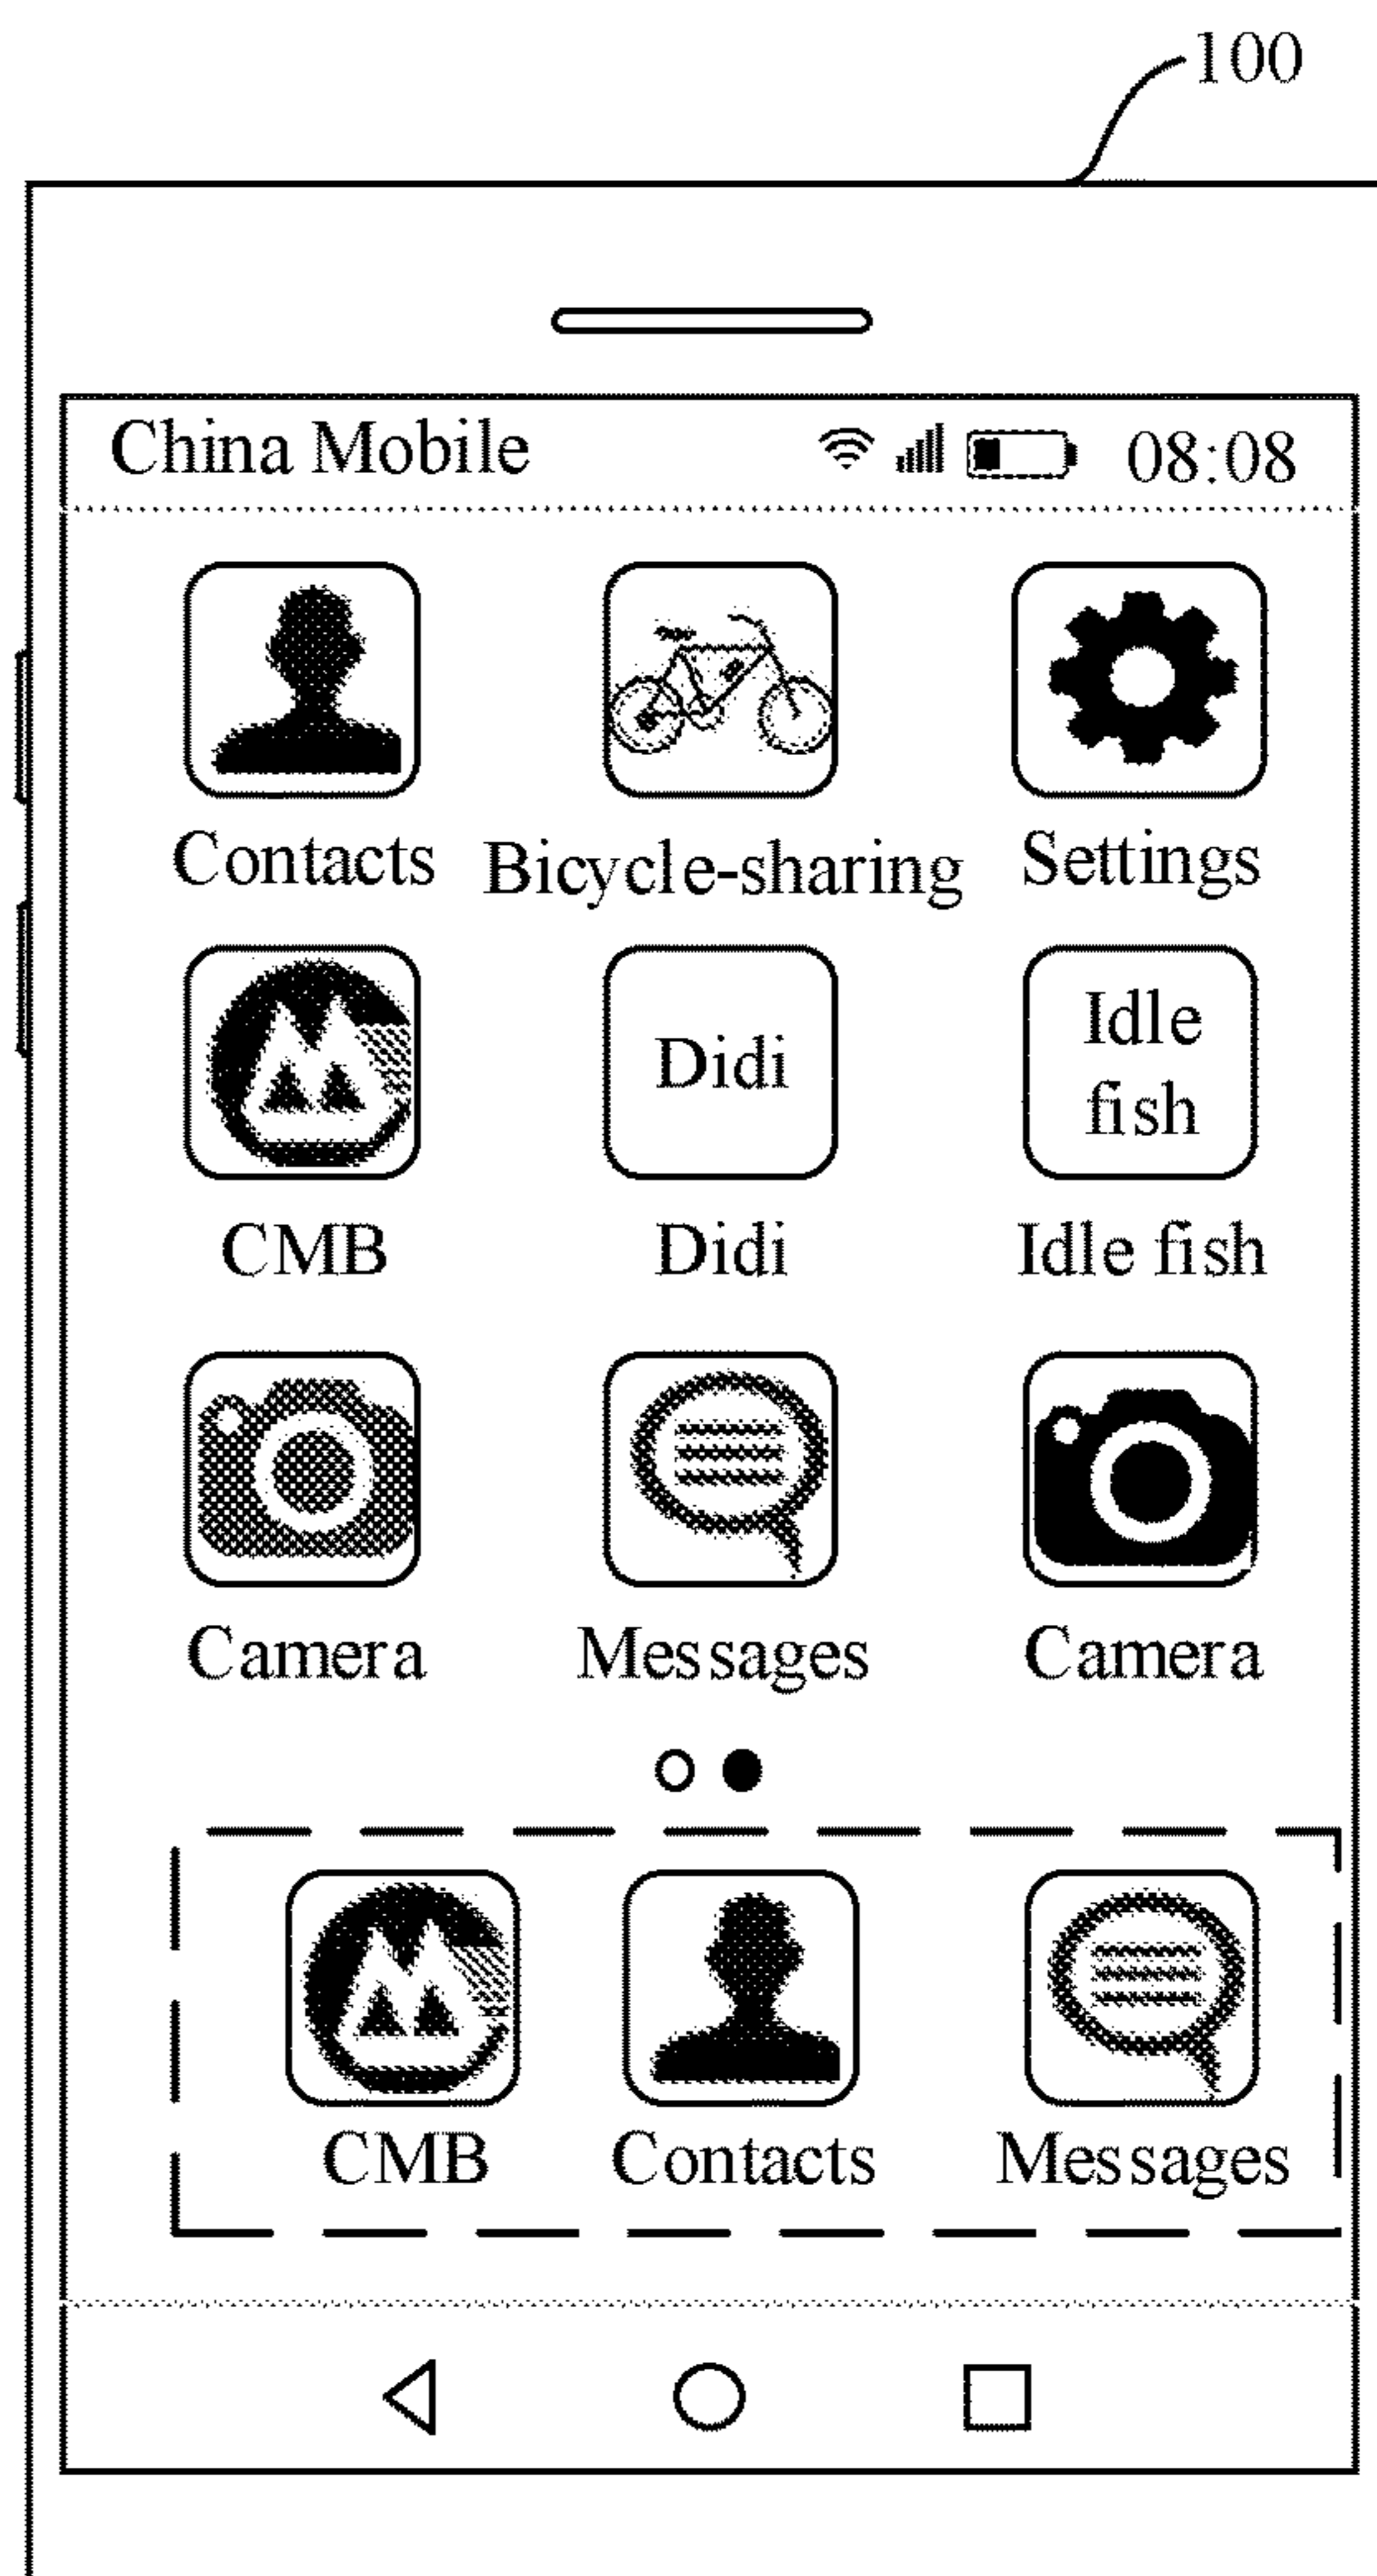 100
China Mobile 08:08
Contacts Bicycle-sharing Settings
Didi Idle
fish
CMB Didi Idle fish
Camera Messages Camera
CMB Contacts Messages